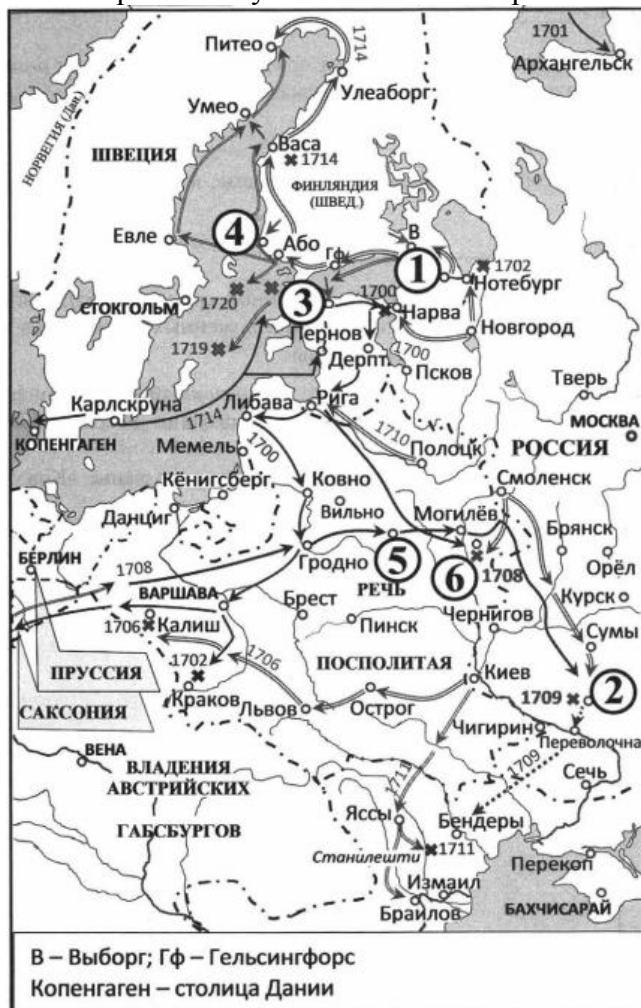 1701
Питео
1714
Архангельск
Улеаборг
Умео
НОРВЕГИЯ (Дан.)
ШВЕЦИЯ
Васа
1714
ФИНЛЯНДИЯ
(ШВЕД.)
Евле
4
Або
Гф
В
1
1702
Нотебург
СТОКГОЛЬМ
1720
3
1700
Нарва
Новгород
1719
Пернов
Дерпт
1700
Псков
Тверь
Карлскруна
1714
Либава
Рига
МОСКВА
КОПЕНГАГЕН
1710
Полоцк
РОССИЯ
Мемель
1700
Смоленск
Кёнигсберг
Ковно
Вильно
Могилёв
Брянск
Данциг
БЕРЛИН
1708
Гродно
5
6
1708
Орёл
ВАРШАВА
РЕЧЬ
Курск
Брест
Чернигов
1706
Калиш
Пинск
Сумы
ПРУССИЯ
1702
1706
ПОСПОЛИТАЯ
Киев
1709
2
САКСОНИЯ
Краков
Львов
Острог
Чигирин
Переволочна
ВЕНА
1709
Сечь
ВЛАДЕНИЯ
АВСТРИЙСКИХ
1711
ГАБСБУРГОВ
Яссы
Бендеры
Станилешти
1711
Перекоп
Измаил
Браилов
БАХЧИСАРАЙ
В – Выборг; Гф – Гельсингфорс
Копенгаген – столица Дании